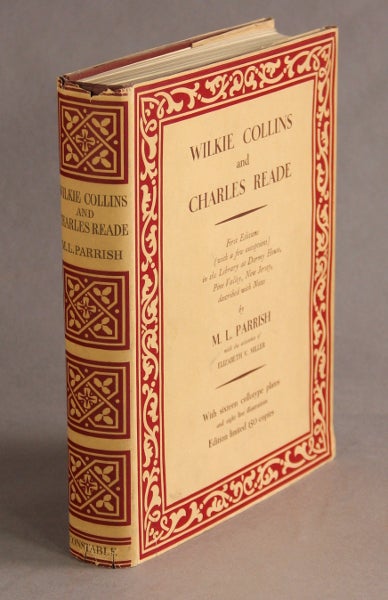 WILKIE COLLINS
AND
CHARLES READE
M. L. PARRISH
CONSTABLE
WILKIE COLLINS
and
CHARLES READE
First Editions
(with a few exceptions)
in the Library at Dormy House,
Pine Valley, New Jersey,
described with Notes
by
M. L. PARRISH
with the assistance of
ELIZABETH V. MILLER
With sixteen collotype plates
and eight line illustrations
Edition limited 150 copies